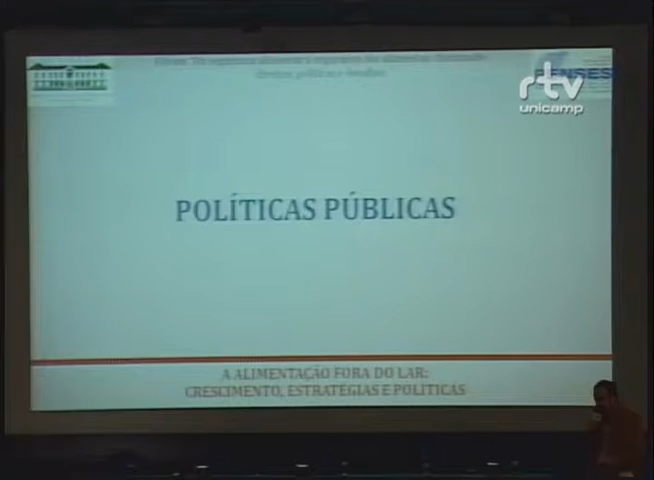 rtv
unicamp
POLÍTICAS PÚBLICAS
A ALIMENTAÇÃO FORA DO LAR:
CRESCIMENTO, ESTRATÉGIAS E POLÍTICAS